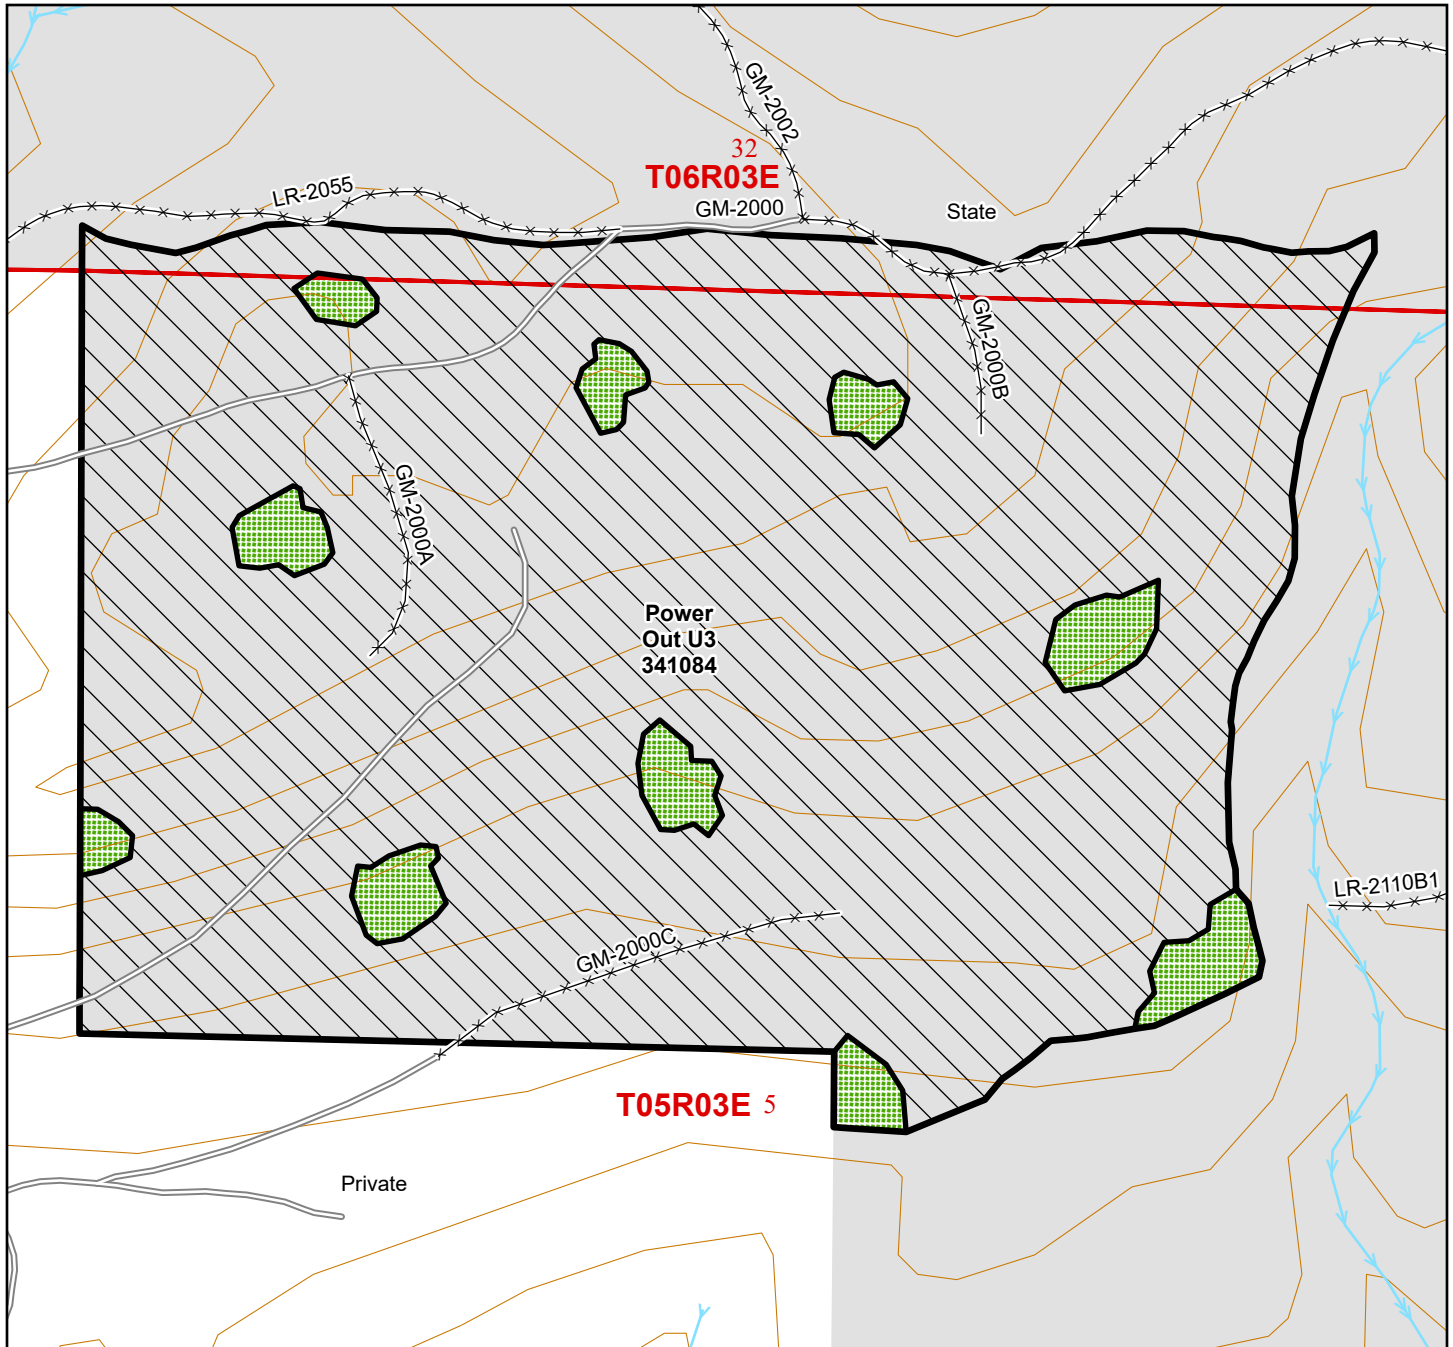 GM-2002
32
T06R03E
LR-2055
GM-2000
State
GM-2000B
GM-2000A
Power
Out U3
341084
LR-2110B1
GM-2000C
T05R03E 5
Private